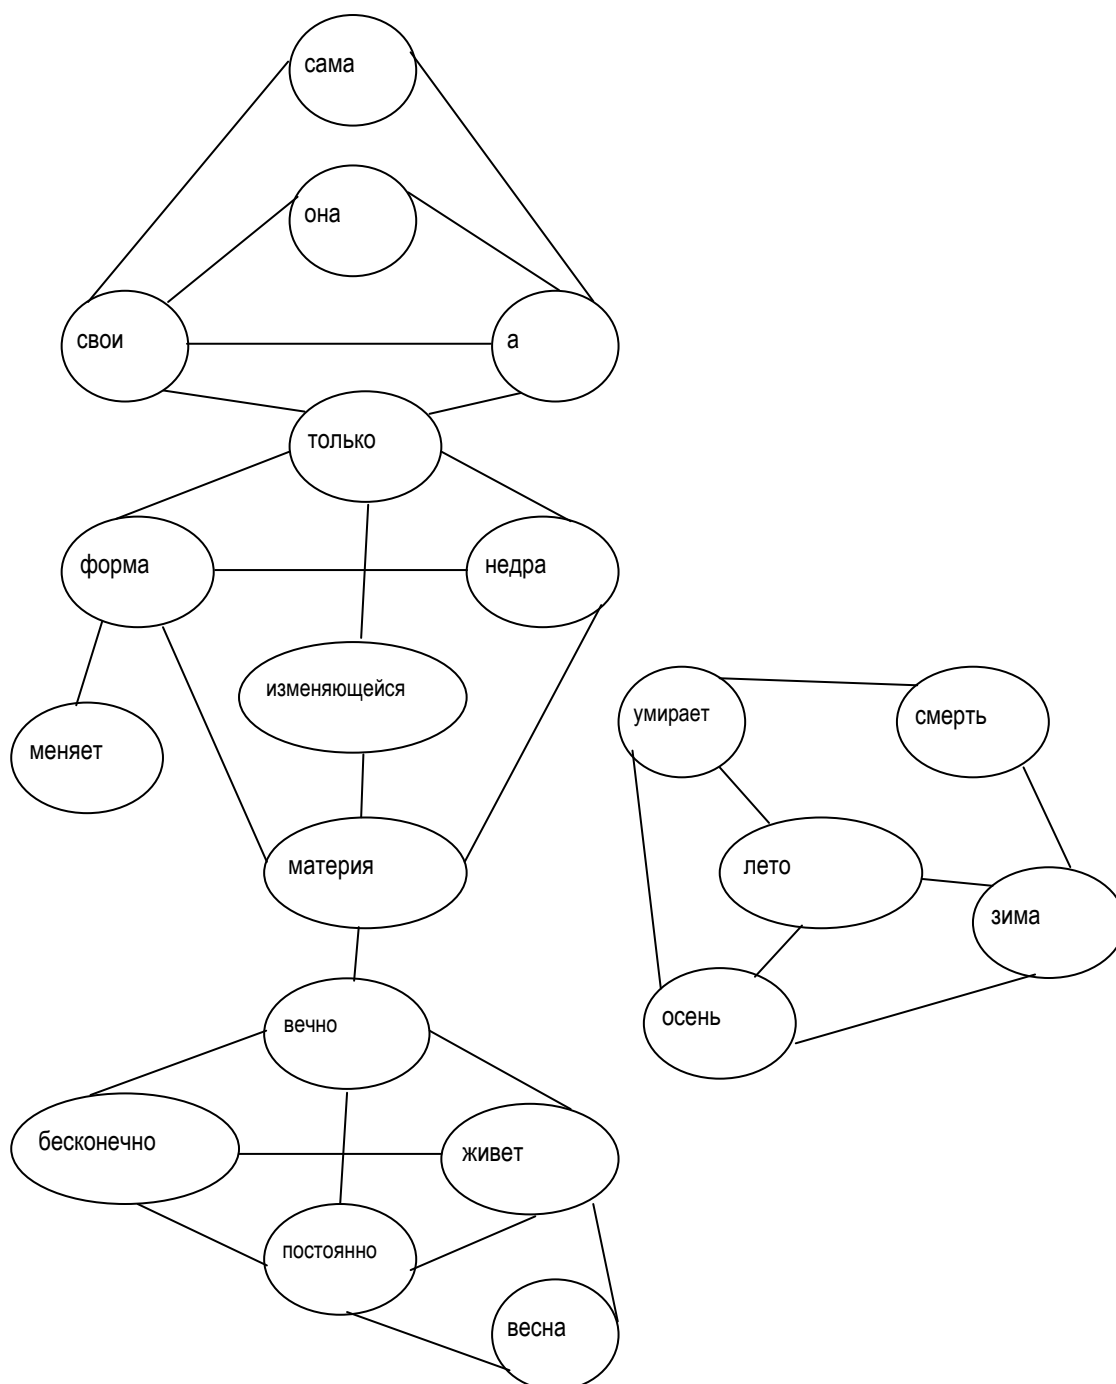 сама
она
свои
а
только
форма
недра
изменяющейся
меняет
материя
умирает
смерть
лето
зима
осень
вечно
бесконечно
живет
постоянно
весна